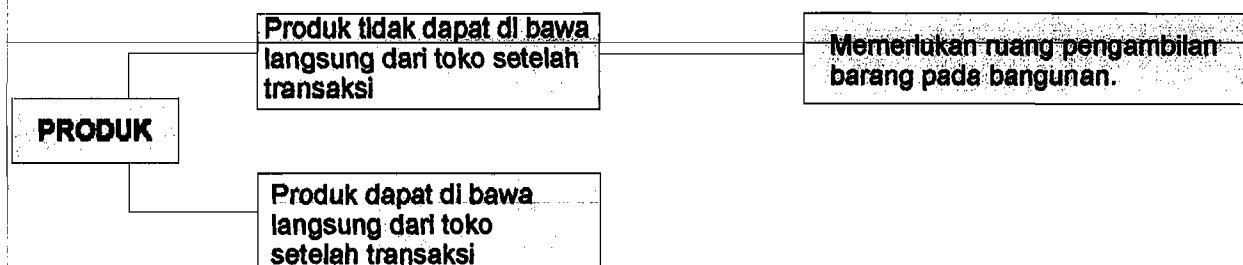 Produk tidak dapat di bawa
langsung dari toko setelah
transaksi
Memerlukan ruang pengambilan
barang pada bangunan.
PRODUK
Produk dapat di bawa
langsung dari toko
setelah transaksi